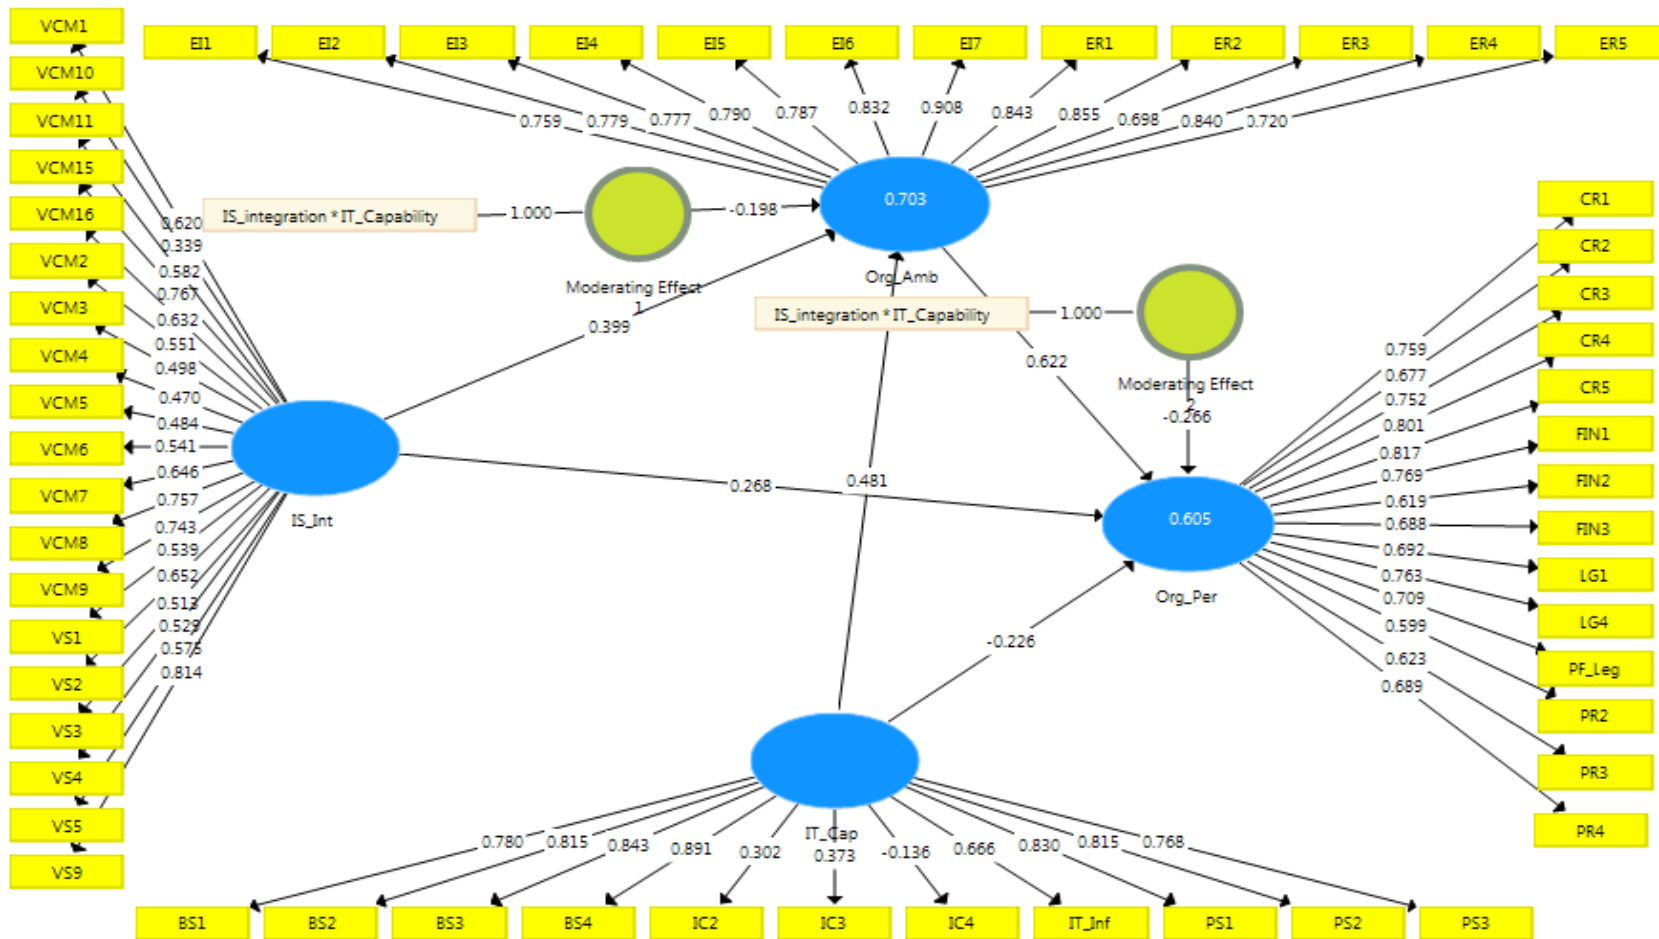 VCM1
VCM10
VCM11
VCM15
VCM16
VCM2
VCM3
VCM4
VCM5
VCM6
VCM7
VCM8
VCM9
VS1
VS2
VS3
VS4
VS5
VS9
0.620
0.339
0.582
0.767
0.632
0.551
0.498
0.470
0.484
0.541
0.646
0.757
0.743
0.539
0.652
0.513
0.529
0.575
0.814
IS_Int
EI1
EI2
EI3
EI4
EI5
EI6
EI7
ER1
ER2
ER3
ER4
ER5
0.759
0.779
0.777
0.790
0.787
0.832
0.908
0.843
0.855
0.698
0.840
0.720
0.703
Org_Amb
IS_integration * IT_Capability
1.000
-0.198
Moderating Effect
1
0.399
IS_integration * IT_Capability
1.000
Moderating Effect
2
-0.266
0.622
0.481
0.268
-0.226
0.605
Org_Per
CR1
CR2
CR3
CR4
CR5
FIN1
FIN2
FIN3
LG1
LG4
PF_Leg
PR2
PR3
PR4
0.759
0.677
0.752
0.801
0.817
0.769
0.619
0.688
0.692
0.763
0.709
0.599
0.623
0.689
IT_Cap
0.780
0.815
0.843
0.891
0.302
0.373
-0.136
0.666
0.830
0.815
0.768
BS1
BS2
BS3
BS4
IC2
IC3
IC4
IT_Inf
PS1
PS2
PS3